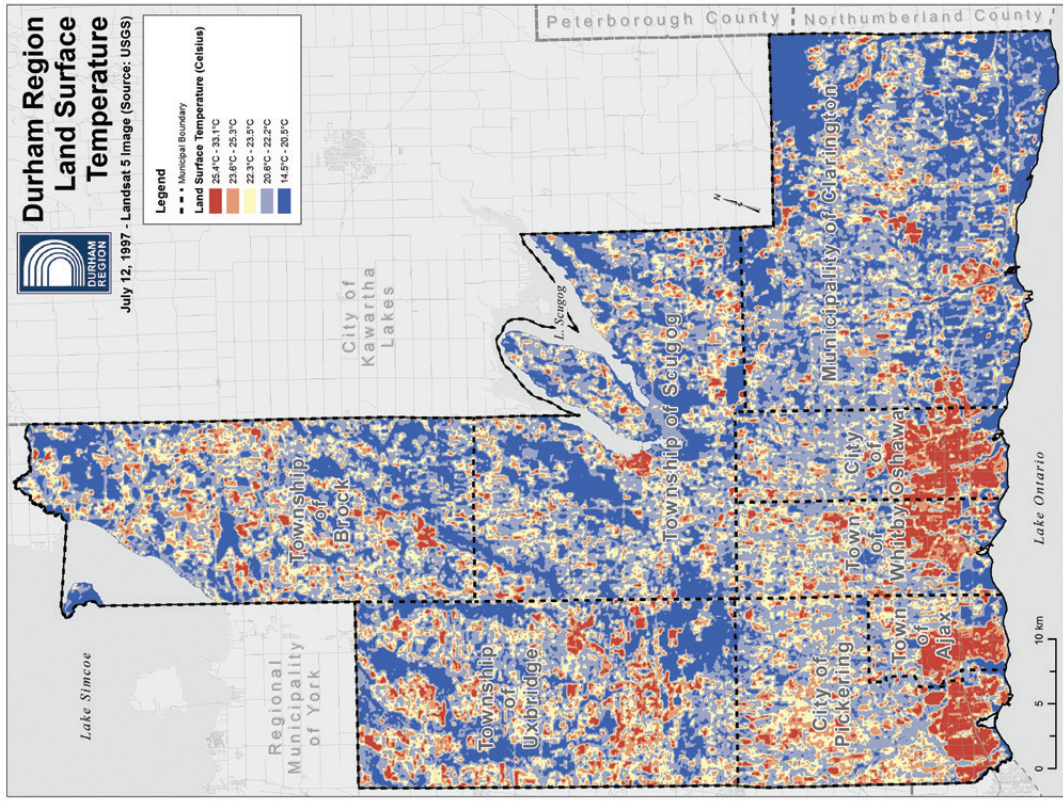 Durham Region
Land Surface
Temperature
July 12, 1997 - Landsat 5 Image (Source: USGS)
DURHAM
REGION
Legend
Municipal Boundary
Land Surface Temperature (Celsius)
25.4°C - 33.1°C
23.6°C - 25.3°C
22.3°C - 23.5°C
20.6°C - 22.2°C
14.5°C - 20.5°C
Peterborough County
Northumberland County
City of
Kawartha
Lakes
N
L. Scugog
Lake Simcoe
Regional
Municipality
of York
Township
of
Brock
Township of Scugog
Township
of
Uxbridge
Municipality of Clarington
City
of
Oshawa
Town
of
Whitby
City of
Pickering
Town
of
Ajax
Lake Ontario
0 5 10 km